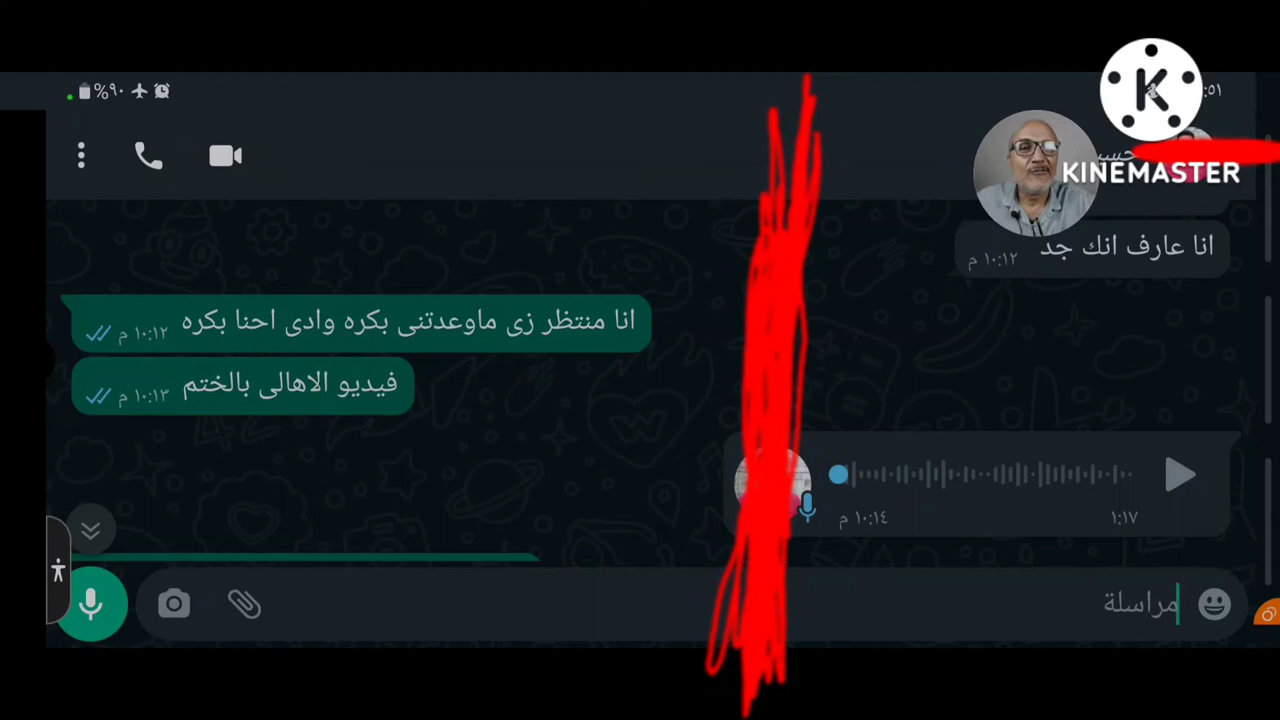 ٩٠%
:٥١
KINEMASTER
انا عارف انك جد
١٠:١٢ م
انا منتظر زى ماوعدتنى بكره وادى احنا بكره
١٠:١٢ م
فيديو الاهالى بالختم
١٠:١٣ م
١:١٧
١٠:١٤ م
مراسلة